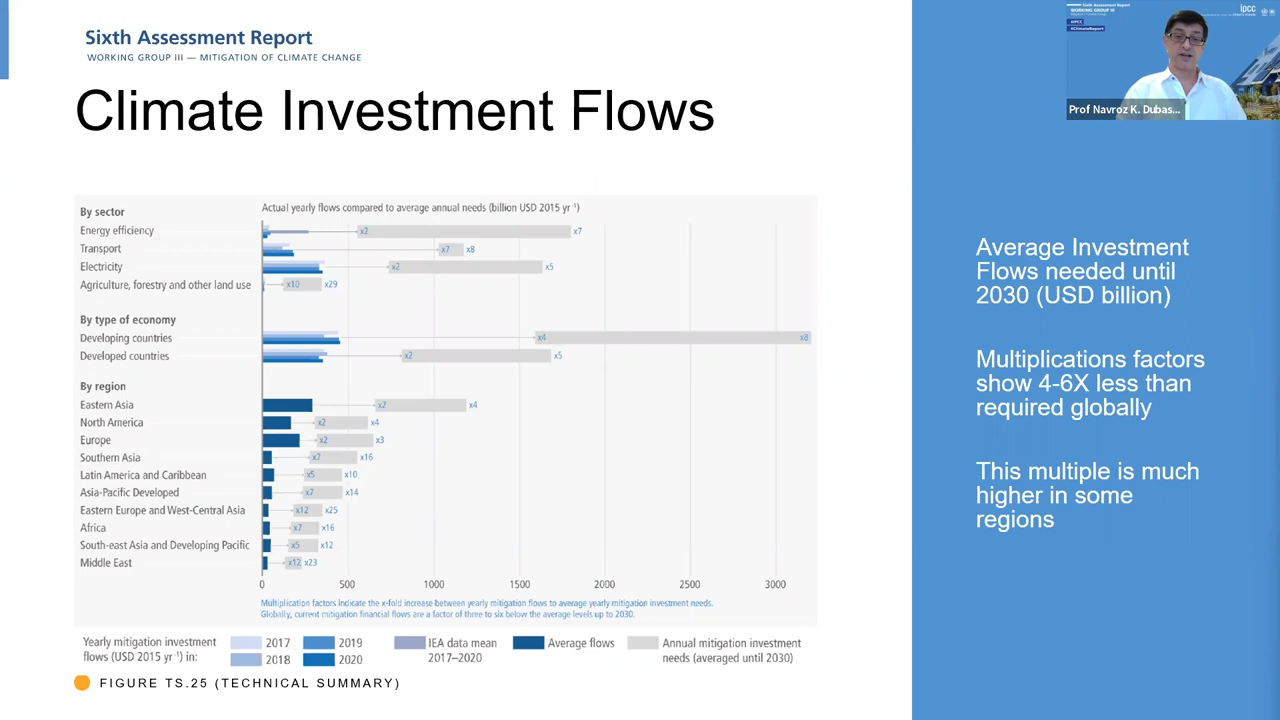 Sixth Assessment Report
WORKING GROUP III — MITIGATION OF CLIMATE CHANGE
Climate Investment Flows
By sector
Actual yearly flows compared to average annual needs (billion USD 2015 yr⁻¹)
Energy efficiency x2 x7
Transport x7 x8
Electricity x2 x5
Agriculture, forestry and other land use x10 x29
By type of economy
Developing countries x4 x8
Developed countries x2 x5
By region
Eastern Asia x2 x4
North America x2 x4
Europe x2 x3
Southern Asia x7 x16
Latin America and Caribbean x5 x10
Asia-Pacific Developed x7 x14
Eastern Europe and West-Central Asia x12 x25
Africa x7 x16
South-east Asia and Developing Pacific x5 x12
Middle East x12 x23
0 500 1000 1500 2000 2500 3000
Multiplication factors indicate the x-fold increase between yearly mitigation flows to average yearly mitigation investment needs.
Globally, current mitigation financial flows are a factor of three to six below the average levels up to 2030.
Yearly mitigation investment
flows (USD 2015 yr⁻¹) in:
2017
2018
2019
2020
IEA data mean
2017–2020
Average flows
Annual mitigation investment
needs (averaged until 2030)
FIGURE TS.25 (TECHNICAL SUMMARY)
Sixth Assessment Report
WORKING GROUP III
#IPCC
#ClimateReport
ipcc
Prof Navroz K. Dubas...
Average Investment
Flows needed until
2030 (USD billion)
Multiplications factors
show 4-6X less than
required globally
This multiple is much
higher in some
regions